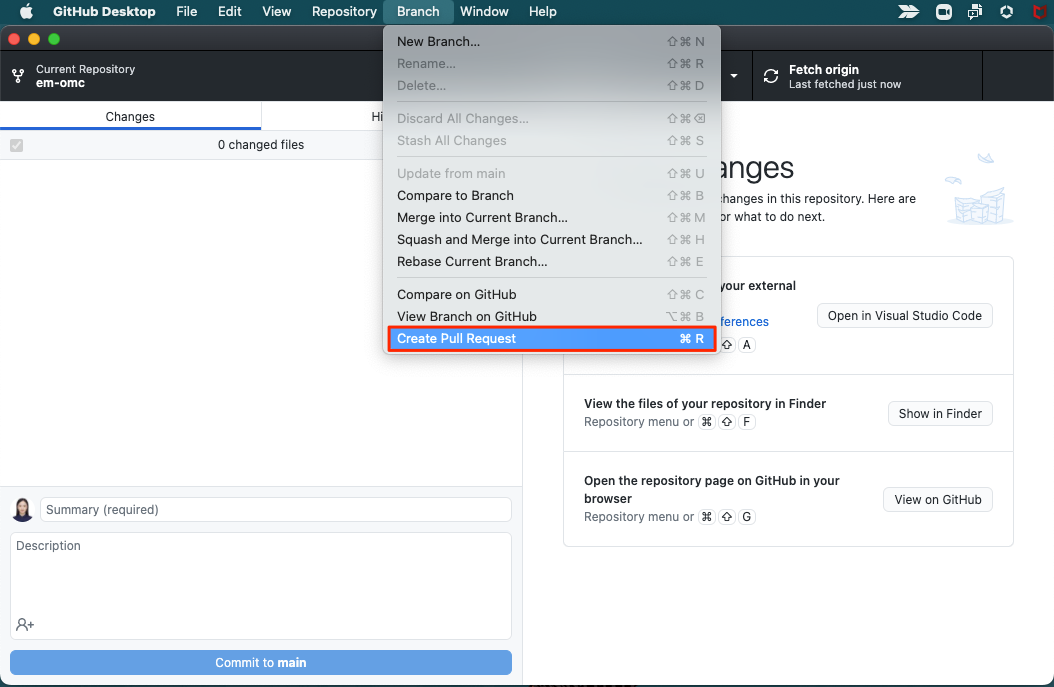 GitHub Desktop File Edit View Repository Branch Window Help
Current Repository
em-omc
Fetch origin
Last fetched just now
Changes
Hi
0 changed files
New Branch... ⇧⌘ N
Rename... ⇧⌘ R
Delete... ⇧⌘ D
Discard All Changes... ⇧⌘⌫
Stash All Changes ⇧⌘ S
Update from main ⇧⌘ U
Compare to Branch ⇧⌘ B
Merge into Current Branch... ⇧⌘ M
Squash and Merge into Current Branch... ⇧⌘ H
Rebase Current Branch... ⇧⌘ E
Compare on GitHub ⇧⌘ C
View Branch on GitHub ⌥⌘ B
Create Pull Request ⌘ R
anges
changes in this repository. Here are
or what to do next.
your external
ferences
⇧ A
Open in Visual Studio Code
View the files of your repository in Finder
Repository menu or ⌘ ⇧ F
Show in Finder
Open the repository page on GitHub in your
browser
Repository menu or ⌘ ⇧ G
View on GitHub
Summary (required)
Description
Commit to main